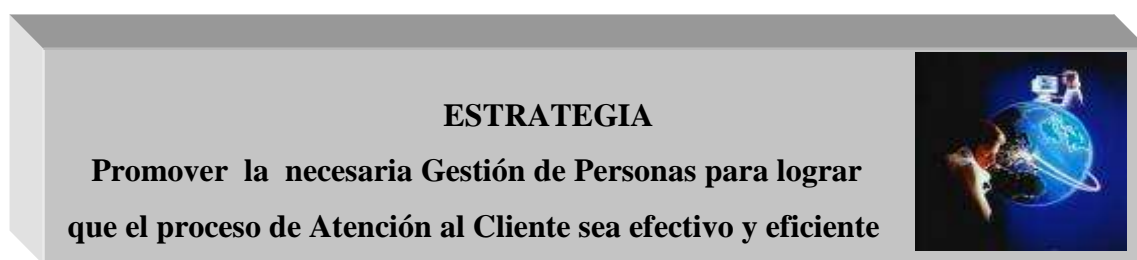 ESTRATEGIA
Promover la necesaria Gestión de Personas para lograr
que el proceso de Atención al Cliente sea efectivo y eficiente